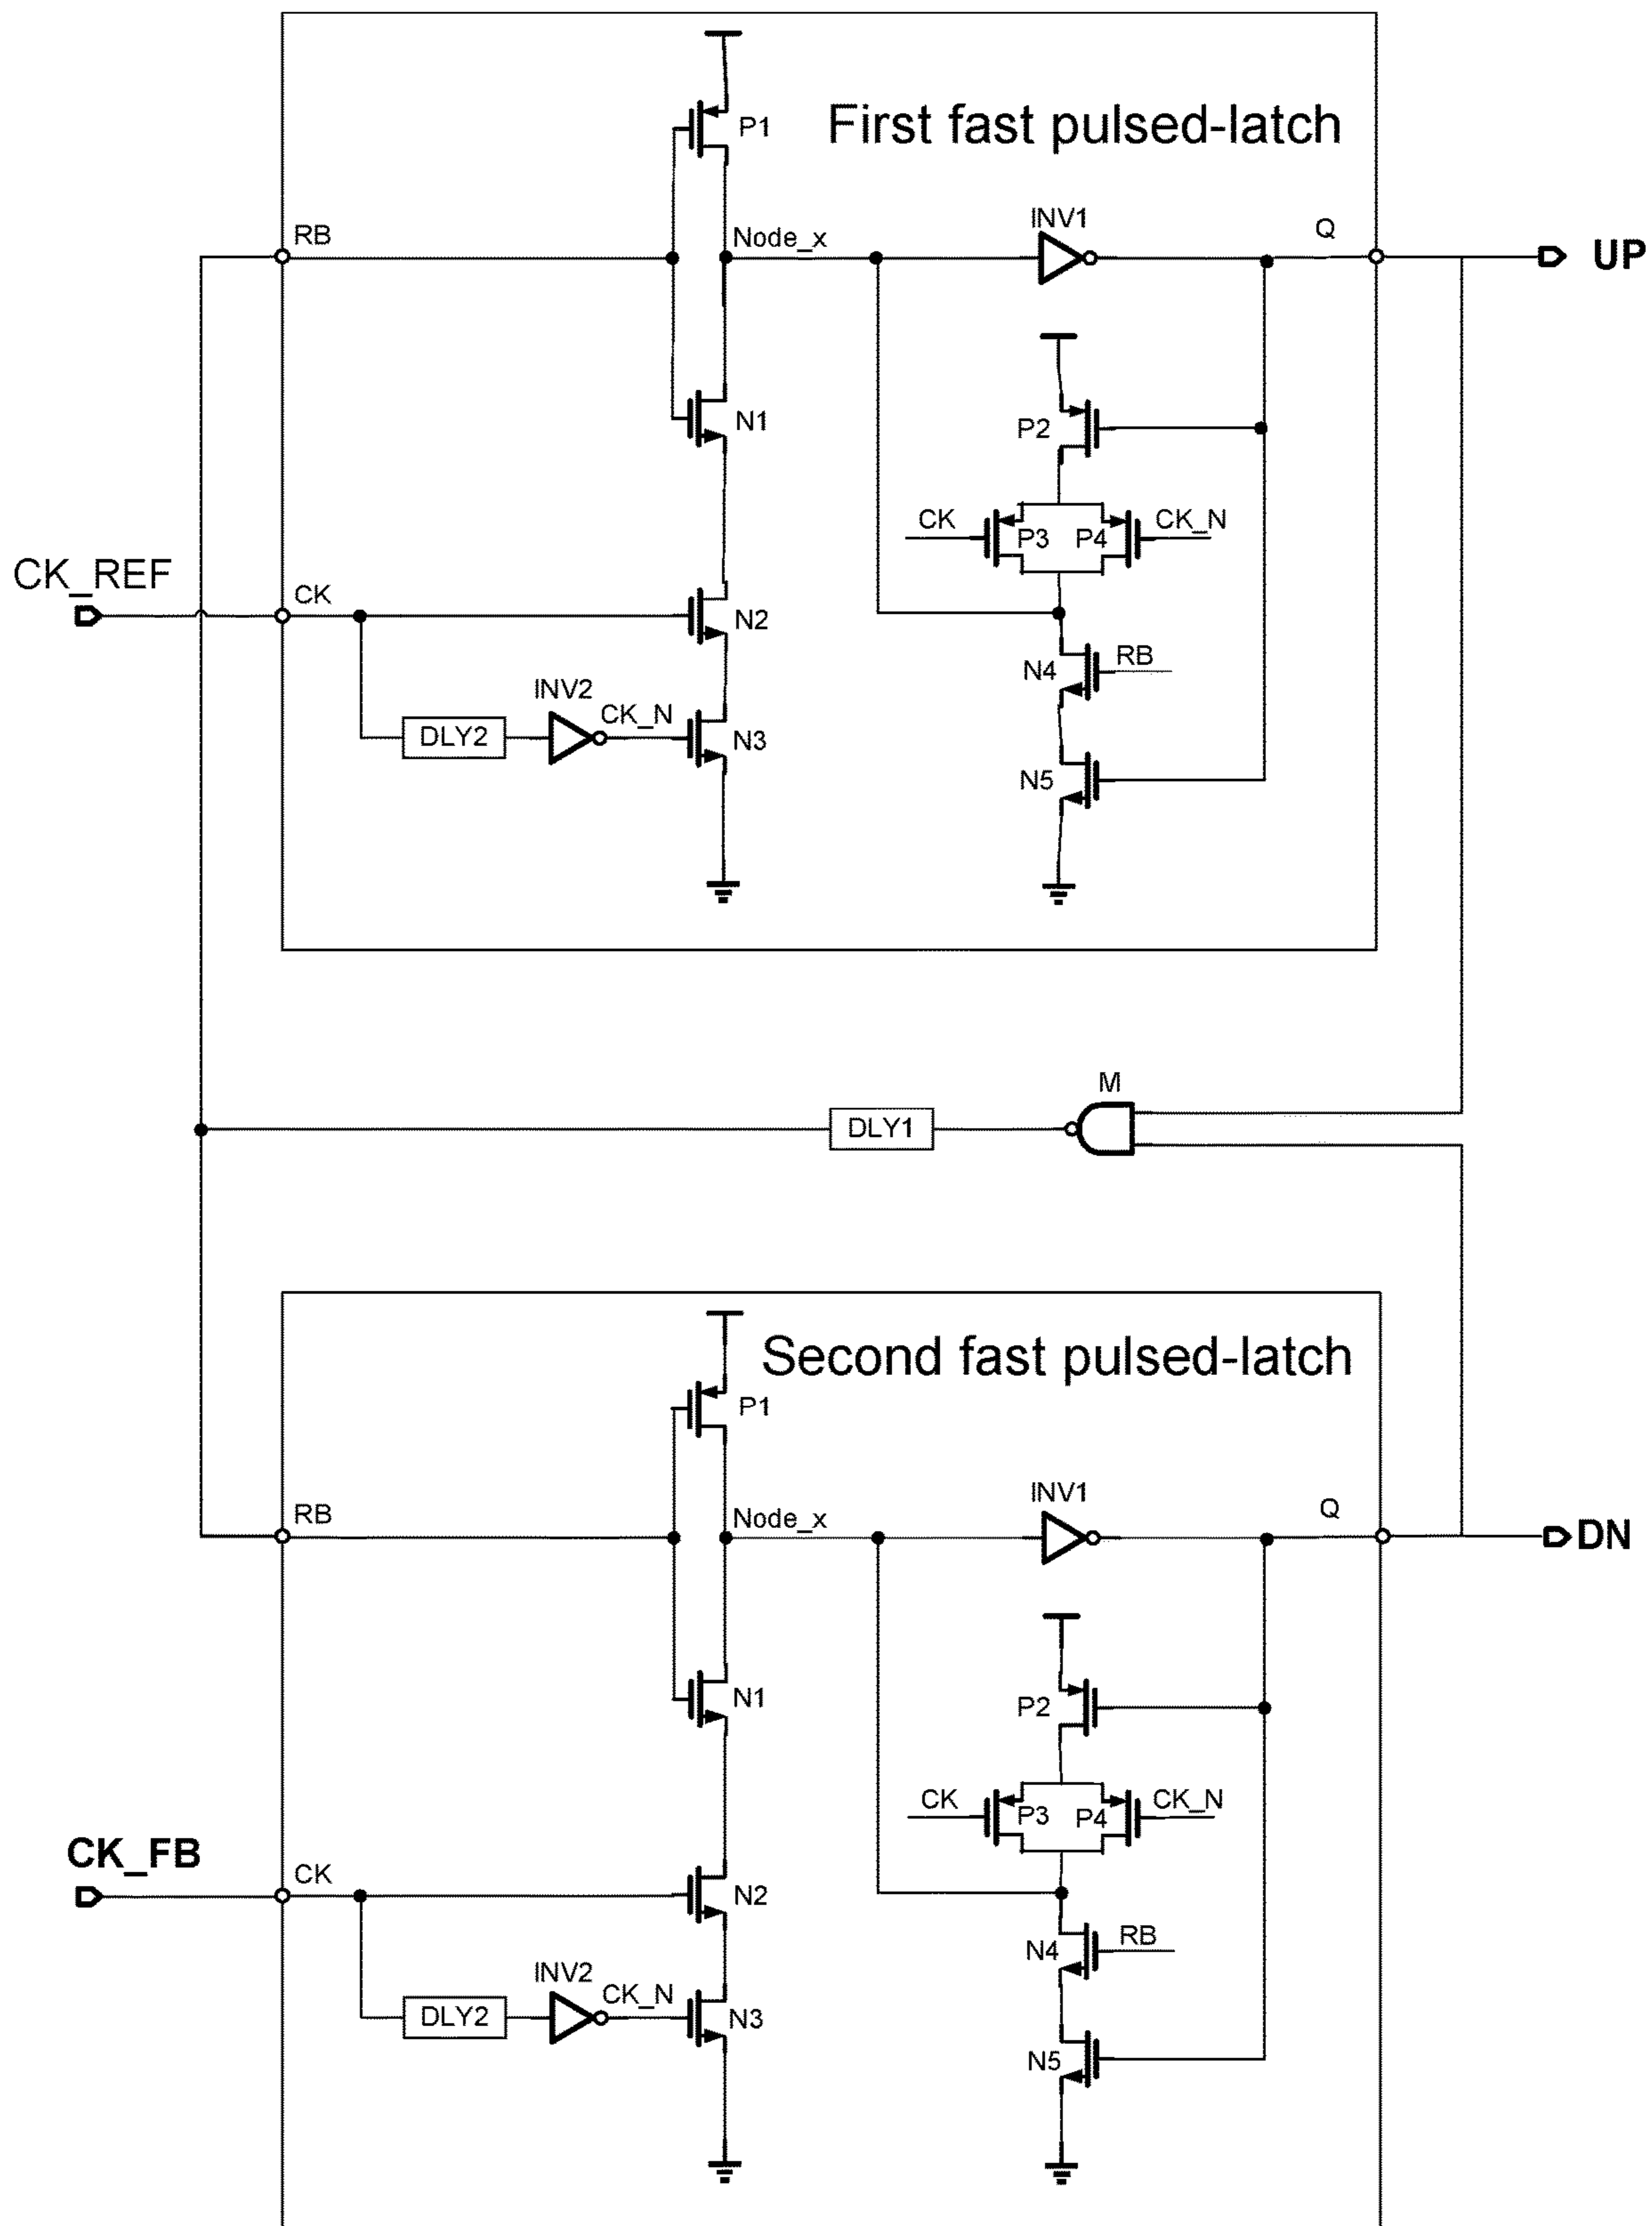 P1
First fast pulsed-latch
RB
Node_x
INV1
Q
UP
N1
P2
CK
P3
P4
CK_N
CK_REF
CK
N2
N4
RB
INV2
CK_N
DLY2
N3
N5
M
DLY1
Second fast pulsed-latch
P1
RB
Node_x
INV1
Q
DN
N1
P2
CK
P3
P4
CK_N
CK_FB
CK
N2
N4
RB
INV2
CK_N
DLY2
N3
N5